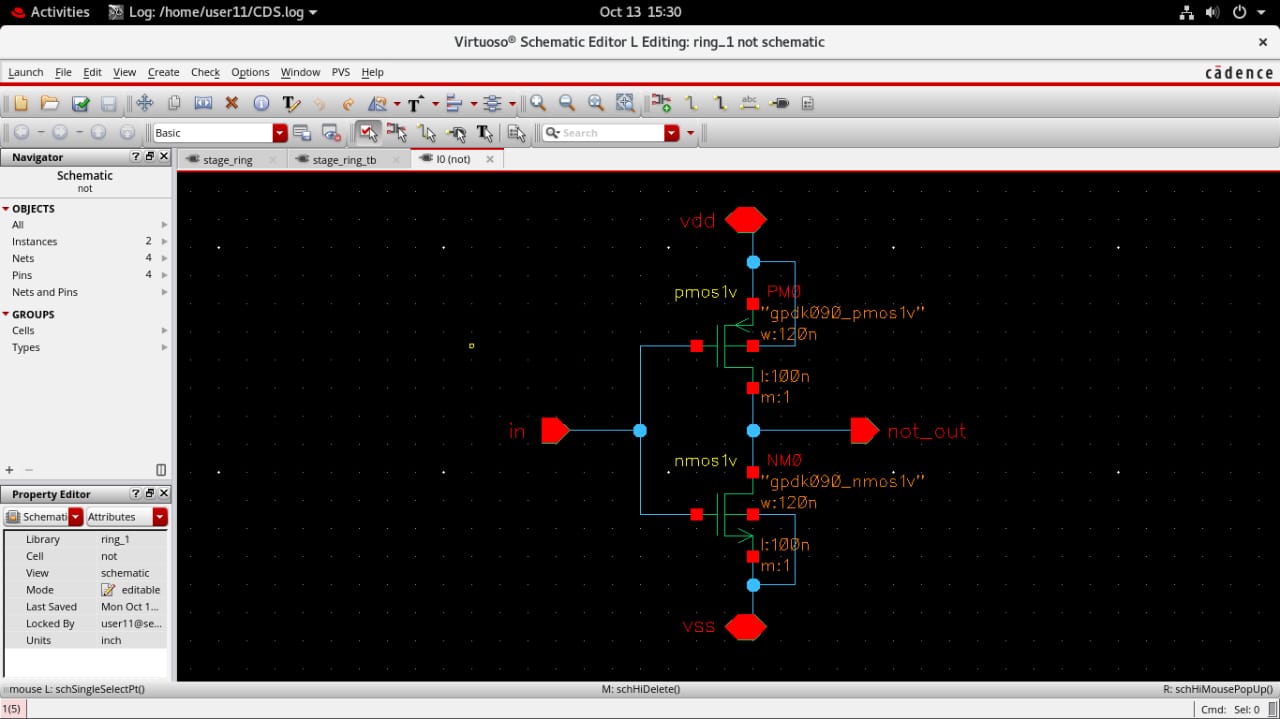 Activities Log: /home/user11/CDS.log Oct 13 15:30
Virtuoso® Schematic Editor L Editing: ring_1 not schematic
Launch File Edit View Create Check Options Window PVS Help cādence
Basic Search
Navigator
Schematic
not
OBJECTS
All
Instances 2
Nets 4
Pins 4
Nets and Pins
GROUPS
Cells
Types
Property Editor
Schemati Attributes
Library ring_1
Cell not
View schematic
Mode editable
Last Saved Mon Oct 1...
Locked By user11@se...
Units inch
stage_ring stage_ring_tb I0 (not)
vdd
pmos1v PM0
"gpdk090_pmos1v"
w:120n
l:100n
m:1
in not_out
nmos1v NM0
"gpdk090_nmos1v"
w:120n
l:100n
m:1
vss
mouse L: schSingleSelectPt() M: schHiDelete() R: schHiMousePopUp()
1(5) Cmd: Sel: 0